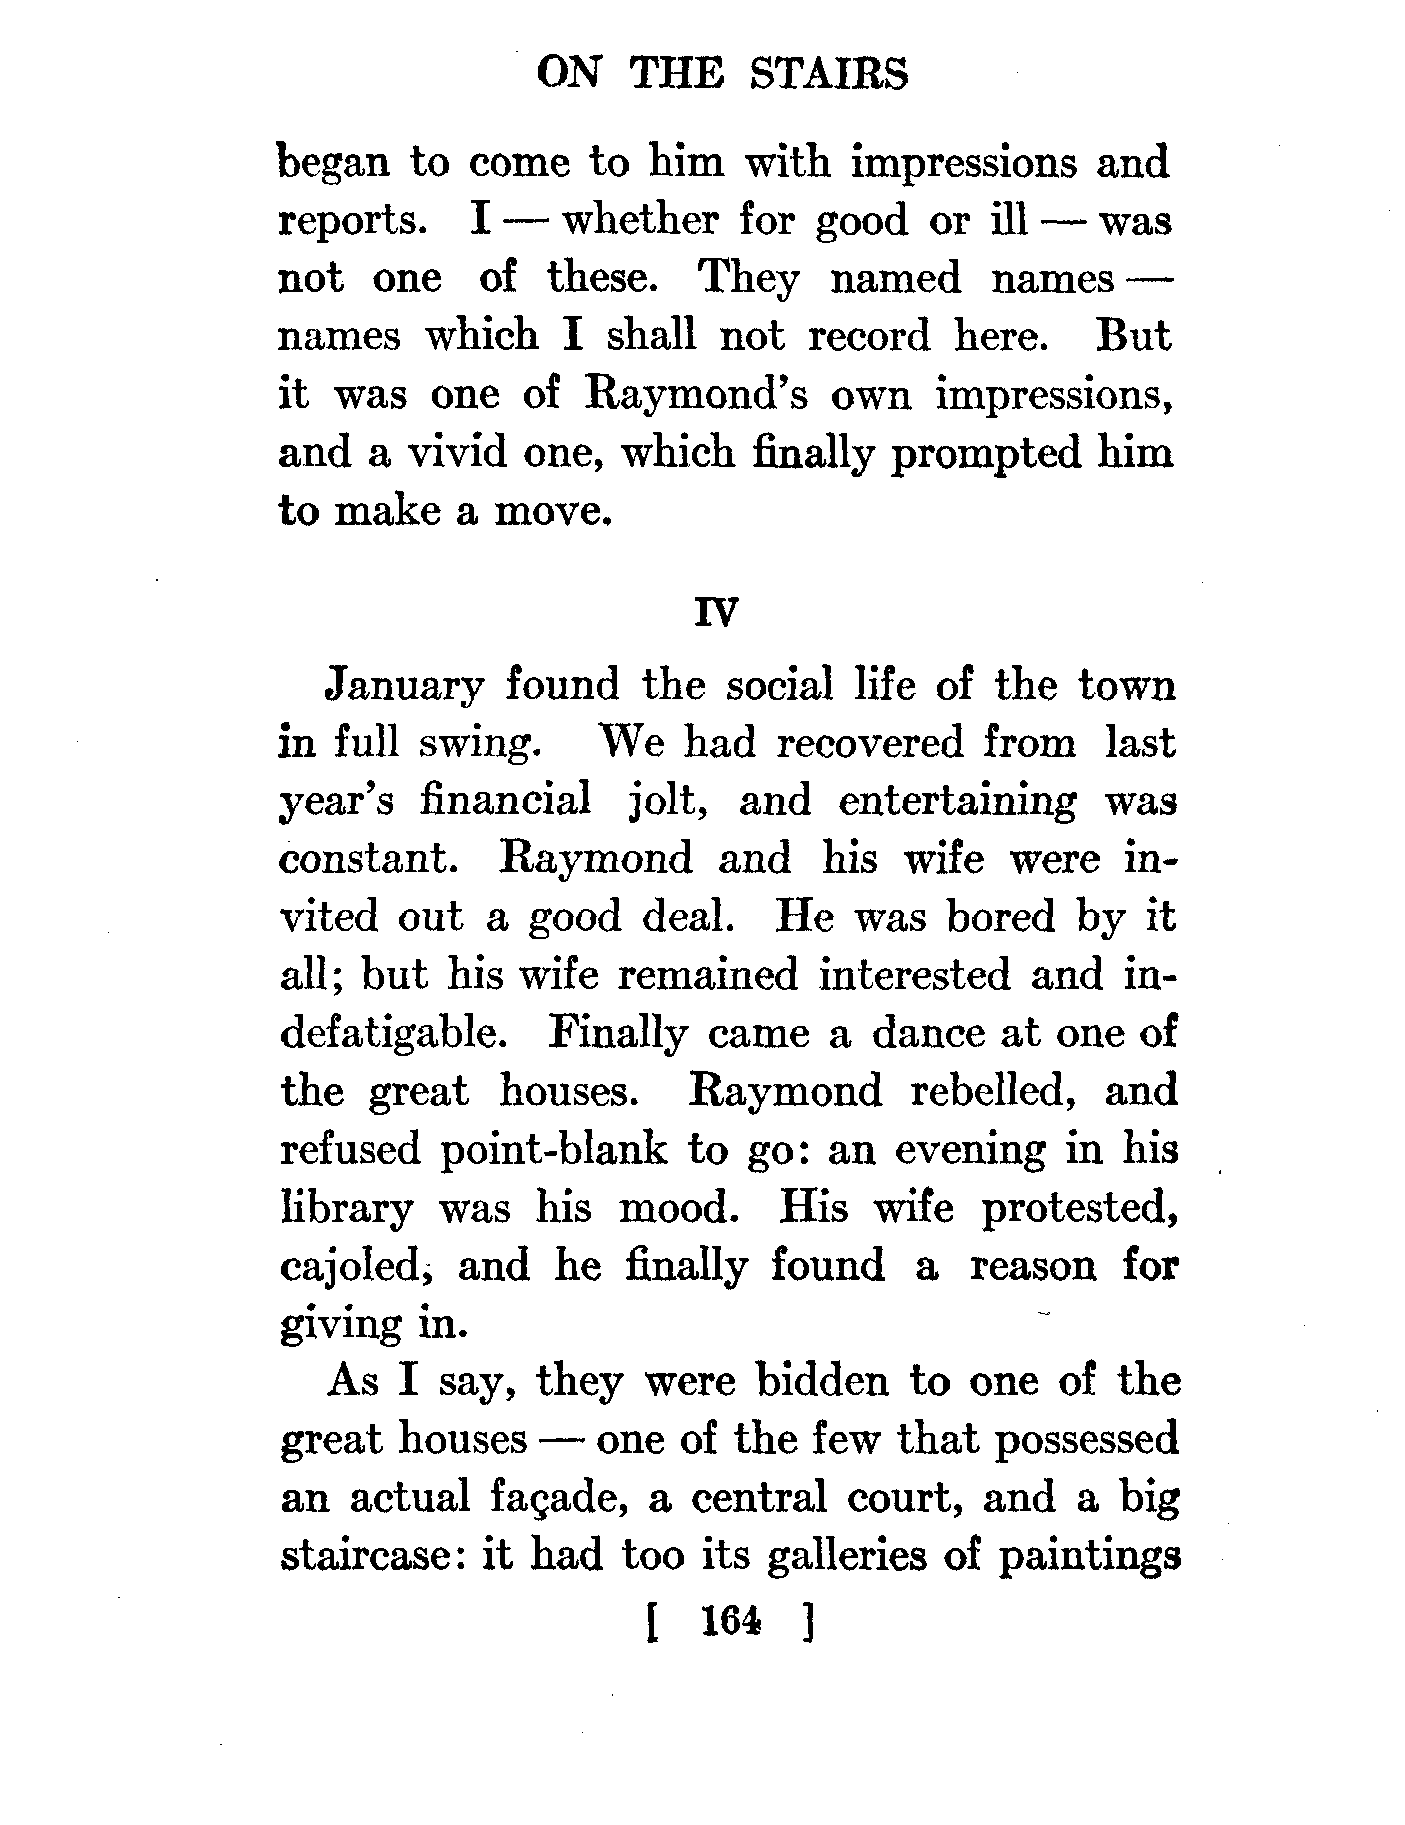 ON THE STAIRS
began to come to him with impressions and
reports. I — whether for good or ill — was
not one of these. They named names —
names which I shall not record here. But
it was one of Raymond's own impressions,
and a vivid one, which finally prompted him
to make a move.
IV
January found the social life of the town
in full swing. We had recovered from last
year's financial jolt, and entertaining was
constant. Raymond and his wife were in-
vited out a good deal. He was bored by it
all; but his wife remained interested and in-
defatigable. Finally came a dance at one of
the great houses. Raymond rebelled, and
refused point-blank to go: an evening in his
library was his mood. His wife protested,
cajoled, and he finally found a reason for
giving in.
As I say, they were bidden to one of the
great houses — one of the few that possessed
an actual façade, a central court, and a big
staircase: it had too its galleries of paintings
[ 164 ]